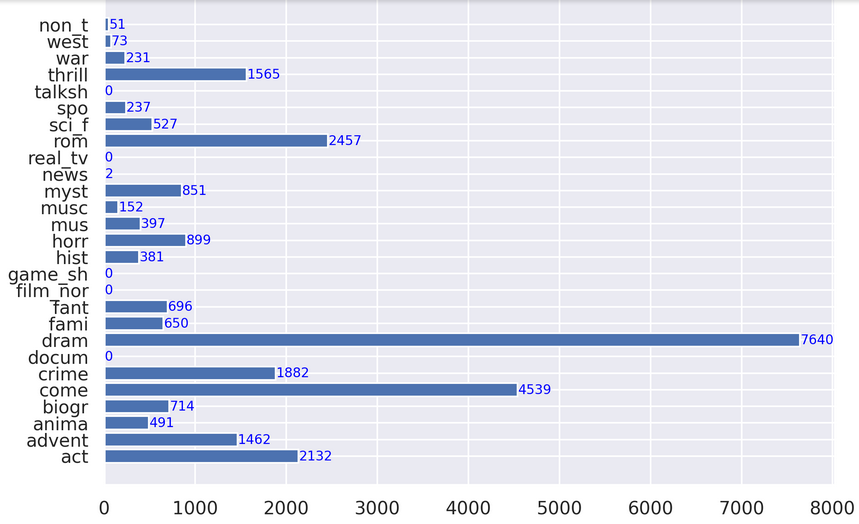 non_t 51
west 73
war 231
thrill 1565
talksh 0
spo 237
sci_f 527
rom 2457
real_tv 0
news 2
myst 851
musc 152
mus 397
horr 899
hist 381
game_sh 0
film_nor 0
fant 696
fami 650
dram 7640
docum 0
crime 1882
come 4539
biogr 714
anima 491
advent 1462
act 2132
0 1000 2000 3000 4000 5000 6000 7000 8000